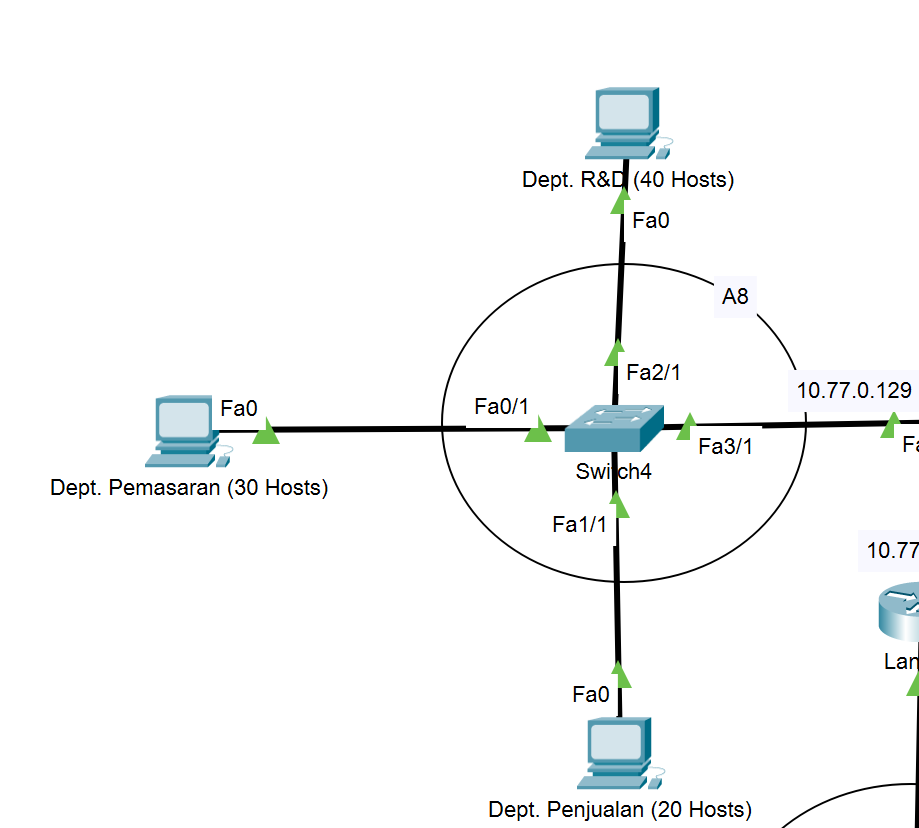 Dept. R&D (40 Hosts)
Fa0
A8
Fa2/1
10.77.0.129
Fa0
Fa0/1
Fa3/1
Fa
Switch4
Dept. Pemasaran (30 Hosts)
Fa1/1
10.77
Lan
Fa0
Dept. Penjualan (20 Hosts)